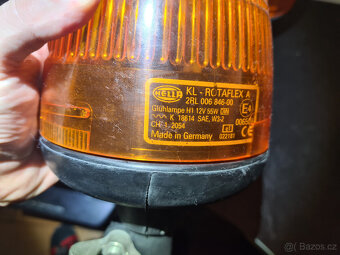 HELLA
KL - ROTAFLEX A
2RL 006 846-00
Glühlampe H1 12V 55W
E4
K 18614 SAE, W3-2
Made in Germany
© Bazos.cz